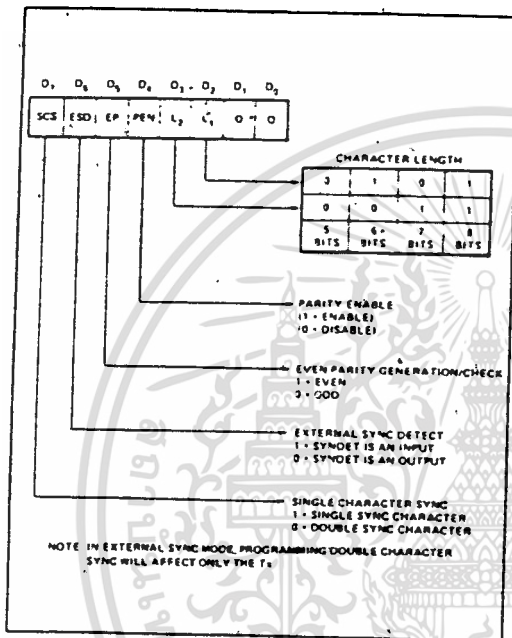 D7 D6 D5 D4 D3 D2 D1 D0
SCS ESD EP PEN L2 L1 0 0
CHARACTER LENGTH
0 1 0 1
0 0 1 1
5 BITS 6 BITS 7 BITS 8 BITS
PARITY ENABLE
(1 = ENABLE)
(0 = DISABLE)
EVEN PARITY GENERATION/CHECK
1 = EVEN
0 = ODD
EXTERNAL SYNC DETECT
1 = SYNDET IS AN INPUT
0 = SYNDET IS AN OUTPUT
SINGLE CHARACTER SYNC
1 = SINGLE SYNC CHARACTER
0 = DOUBLE SYNC CHARACTER
NOTE IN EXTERNAL SYNC MODE, PROGRAMMING DOUBLE CHARACTER
SYNC WILL AFFECT ONLY THE Tx